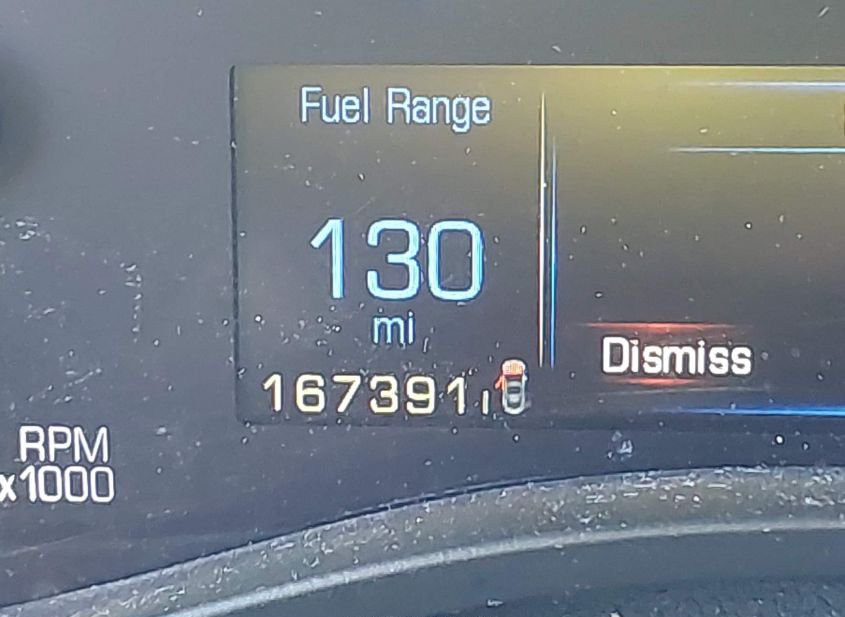 Fuel Range
130
mi
167391
Dismiss
RPM
x1000